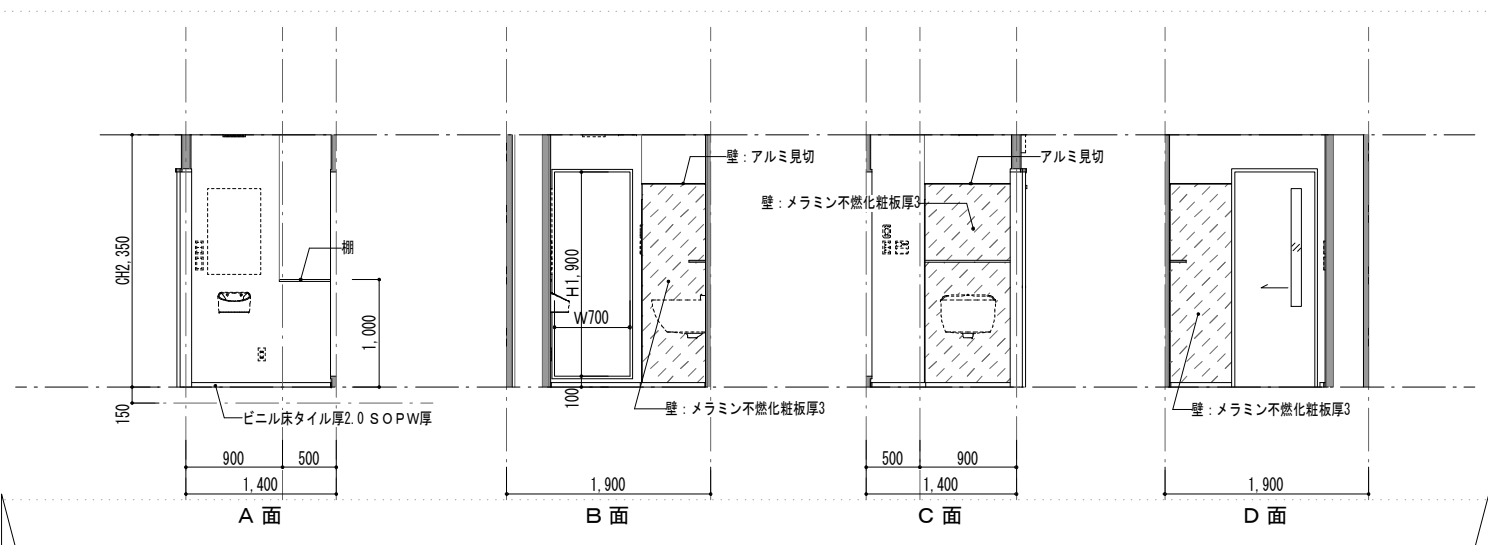 壁：アルミ見切
アルミ見切
壁：メラミン不燃化粧板厚3
CH2,350
棚
H1,900
W700
1,000
100
150
ビニル床タイル厚2.0 ＳＯＰＷ厚
壁：メラミン不燃化粧板厚3
壁：メラミン不燃化粧板厚3
900
500
500
900
1,400
1,900
1,400
1,900
Ａ 面
Ｂ 面
Ｃ 面
Ｄ 面